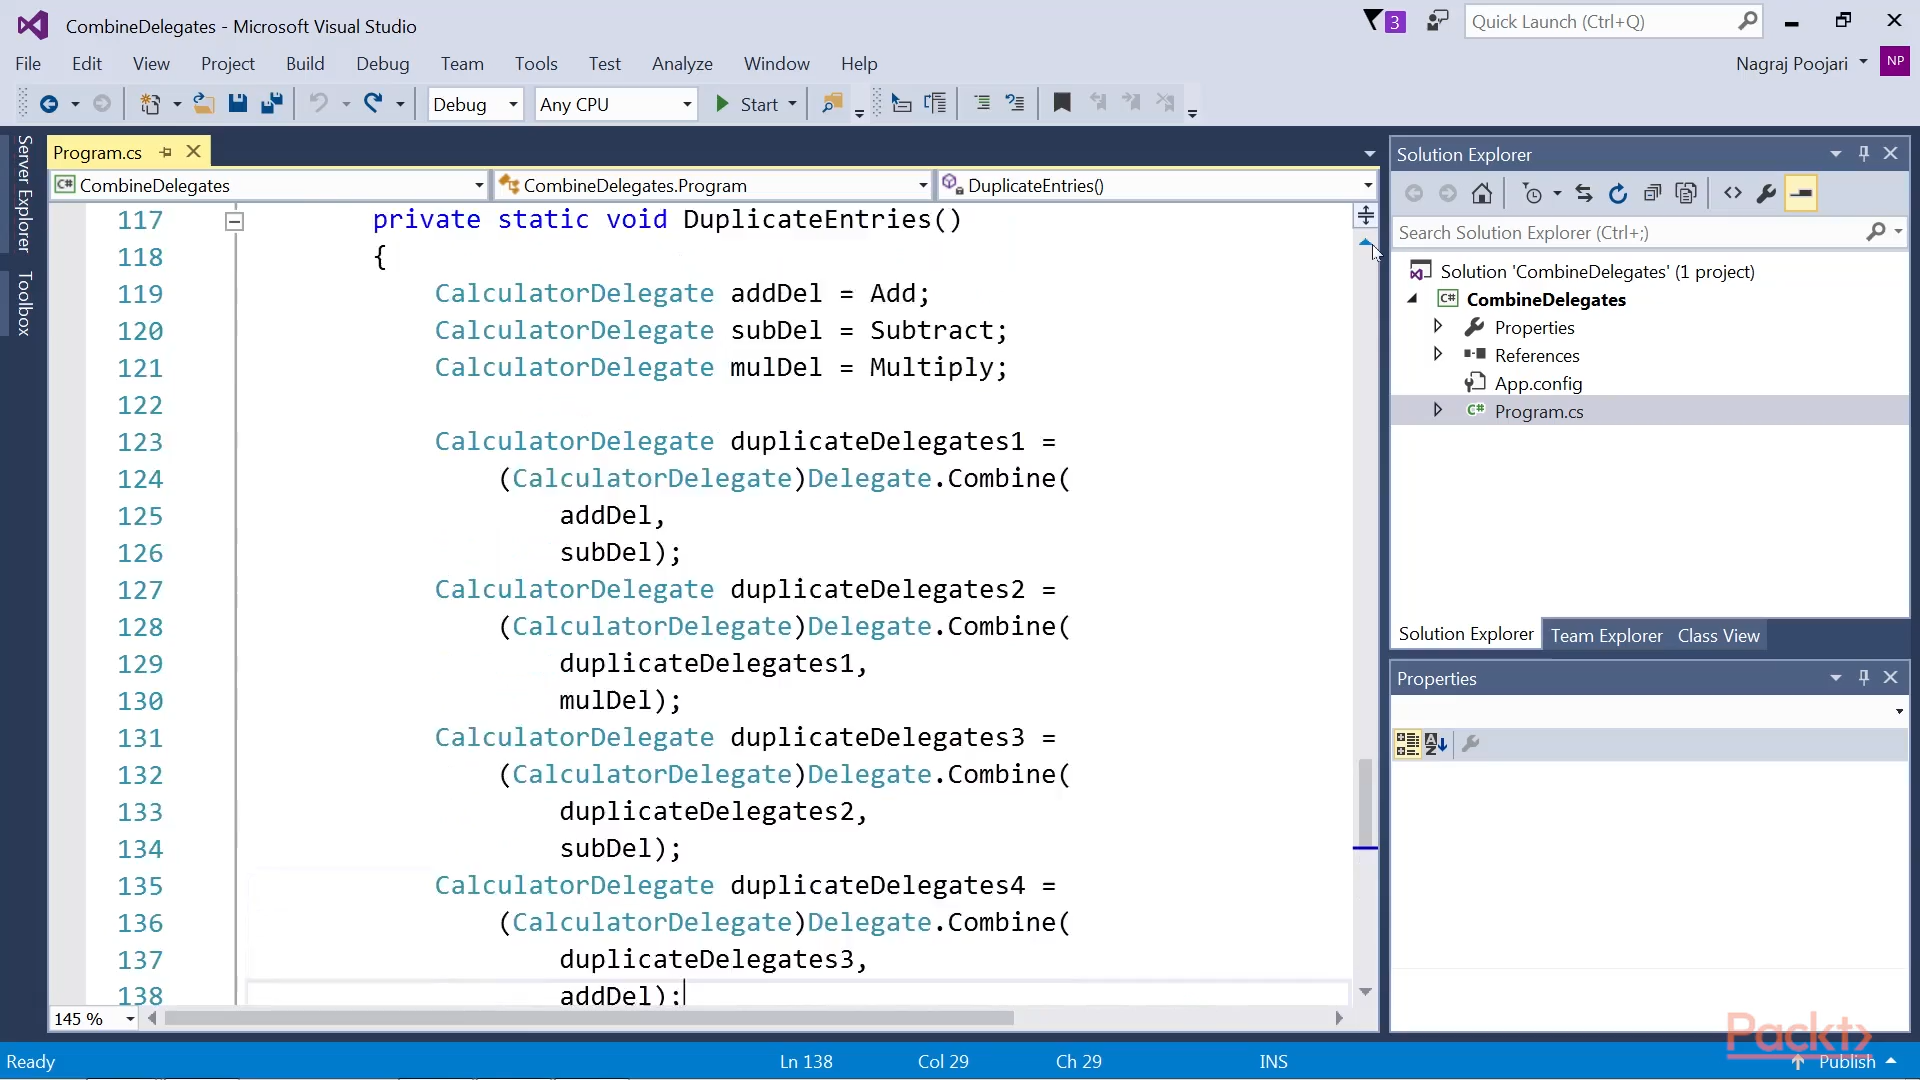 CombineDelegates - Microsoft Visual Studio
3
Quick Launch (Ctrl+Q)
File Edit View Project Build Debug Team Tools Test Analyze Window Help
Nagraj Poojari
NP
Debug
Any CPU
Start
Server Explorer
Toolbox
Program.cs
CombineDelegates
CombineDelegates.Program
DuplicateEntries()
117 private static void DuplicateEntries()
118 {
119 CalculatorDelegate addDel = Add;
120 CalculatorDelegate subDel = Subtract;
121 CalculatorDelegate mulDel = Multiply;
122
123 CalculatorDelegate duplicateDelegates1 =
124 (CalculatorDelegate)Delegate.Combine(
125 addDel,
126 subDel);
127 CalculatorDelegate duplicateDelegates2 =
128 (CalculatorDelegate)Delegate.Combine(
129 duplicateDelegates1,
130 mulDel);
131 CalculatorDelegate duplicateDelegates3 =
132 (CalculatorDelegate)Delegate.Combine(
133 duplicateDelegates2,
134 subDel);
135 CalculatorDelegate duplicateDelegates4 =
136 (CalculatorDelegate)Delegate.Combine(
137 duplicateDelegates3,
138 addDel);
145 %
Solution Explorer
Search Solution Explorer (Ctrl+;)
Solution 'CombineDelegates' (1 project)
C# CombineDelegates
Properties
References
App.config
C# Program.cs
Solution Explorer Team Explorer Class View
Properties
Packt>
Ready
Ln 138
Col 29
Ch 29
INS
Publish